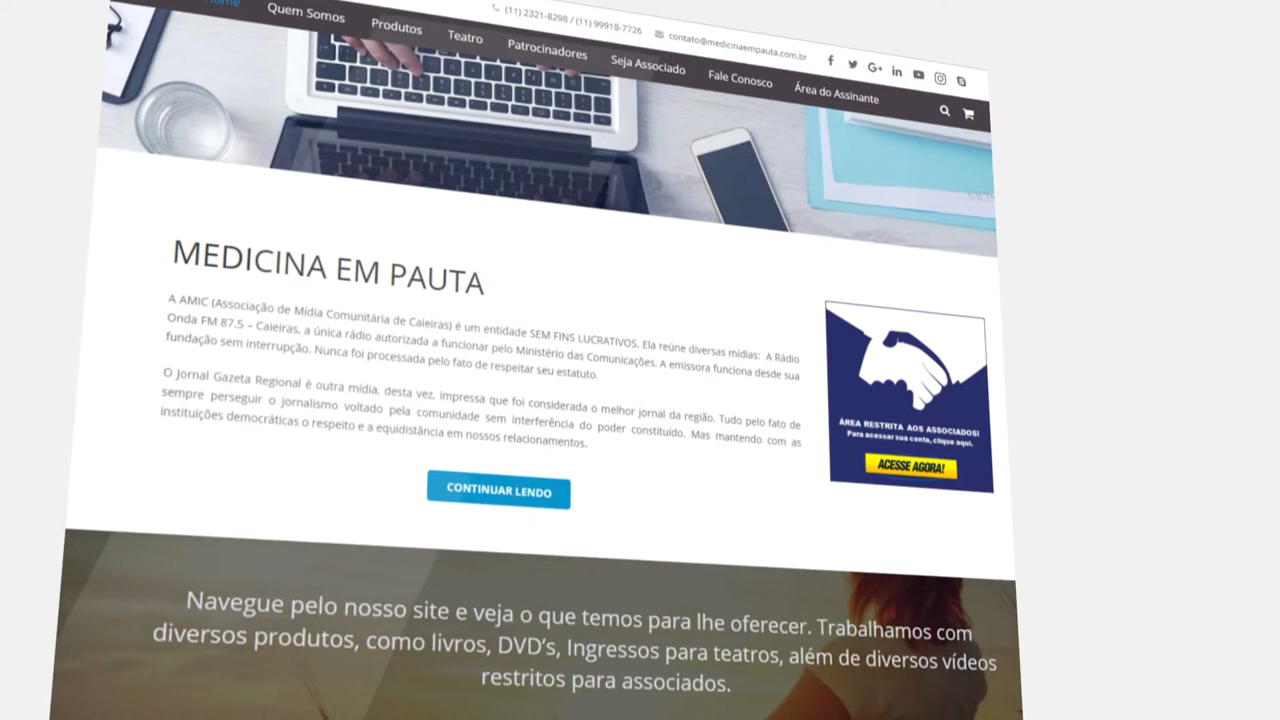 (11) 2321-8298 / (11) 99918-7726 contato@medicinaempauta.com.br
Home Quem Somos Produtos Teatro Patrocinadores Seja Associado Fale Conosco Área do Assinante
MEDICINA EM PAUTA
A AMIC (Associação de Mídia Comunitária de Caieiras) é um entidade SEM FINS LUCRATIVOS. Ela reúne diversas mídias: A Rádio
Onda FM 87.5 – Caieiras, a única rádio autorizada a funcionar pelo Ministério das Comunicações. A emissora funciona desde sua
fundação sem interrupção. Nunca foi processada pelo fato de respeitar seu estatuto.
O Jornal Gazeta Regional é outra mídia, desta vez, impressa que foi considerada o melhor jornal da região. Tudo pelo fato de
sempre perseguir o jornalismo voltado pela comunidade sem interferência do poder constituído. Mas mantendo com as
instituições democráticas o respeito e a equidistância em nossos relacionamentos.
CONTINUAR LENDO
ÁREA RESTRITA AOS ASSOCIADOS!
Para acessar sua conta, clique aqui.
ACESSE AGORA!
Navegue pelo nosso site e veja o que temos para lhe oferecer. Trabalhamos com
diversos produtos, como livros, DVD's, Ingressos para teatros, além de diversos vídeos
restritos para associados.